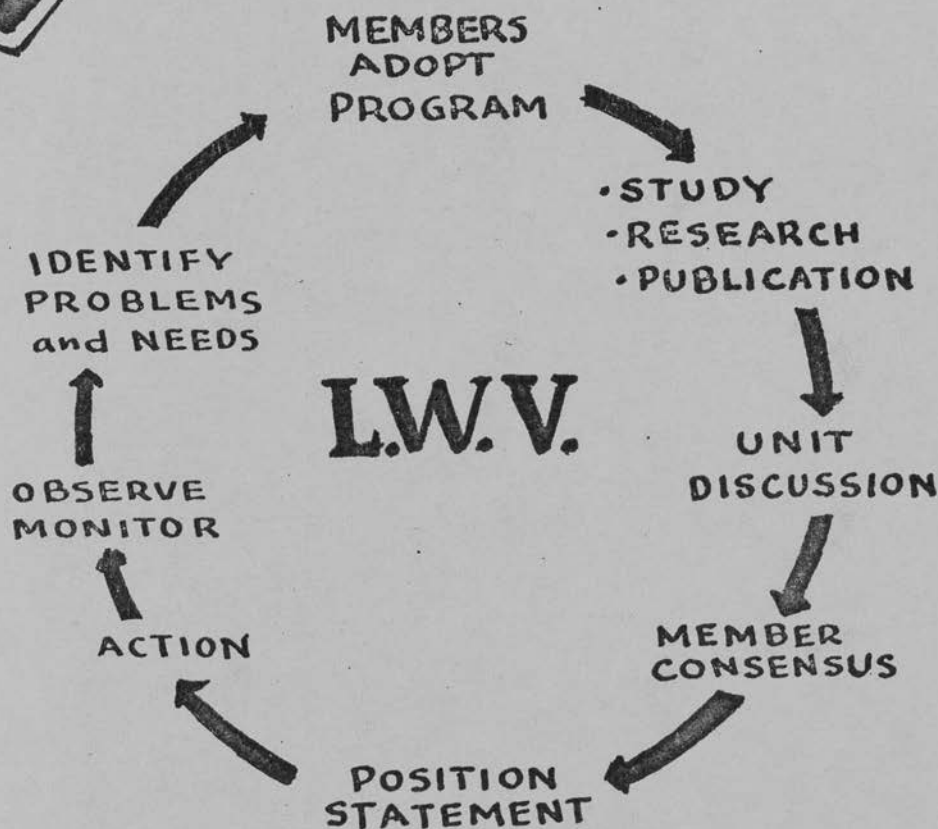 MEMBERS
ADOPT
PROGRAM
• STUDY
• RESEARCH
• PUBLICATION
UNIT
DISCUSSION
MEMBER
CONSENSUS
POSITION
STATEMENT
ACTION
OBSERVE
MONITOR
IDENTIFY
PROBLEMS
and NEEDS
L.W.V.